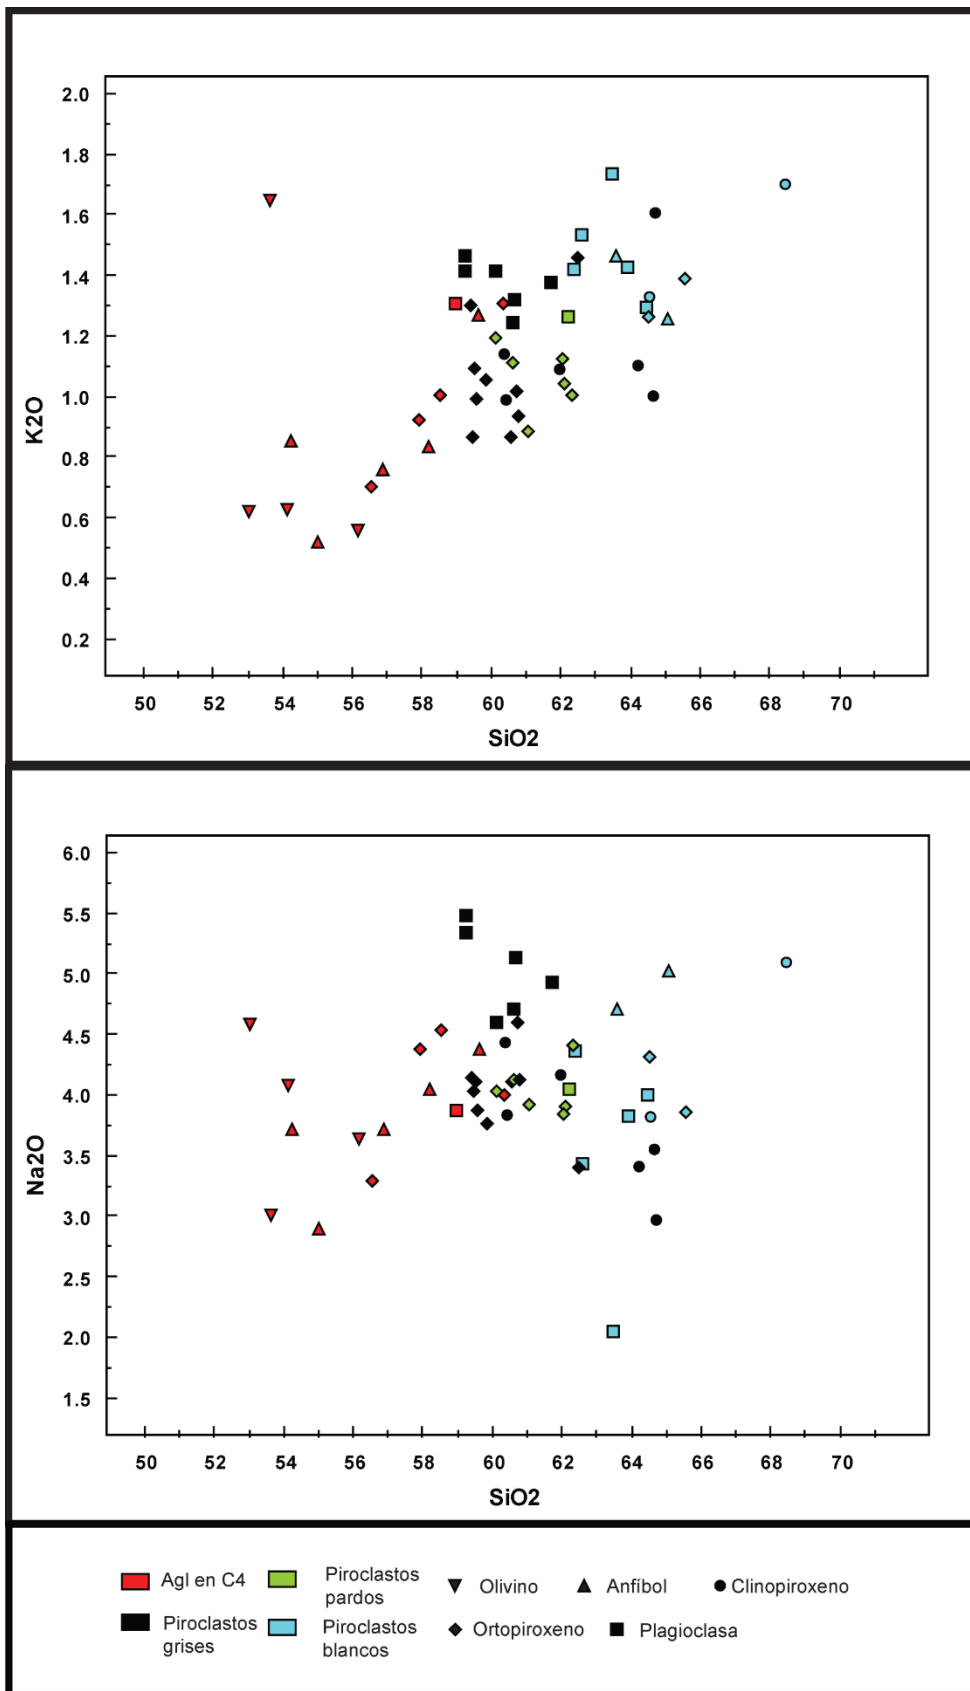 2.0
1.8
1.6
1.4
1.2
1.0
0.8
0.6
0.4
0.2
K2O
50 52 54 56 58 60 62 64 66 68 70
SiO2
6.0
5.5
5.0
4.5
4.0
3.5
3.0
2.5
2.0
1.5
Na2O
50 52 54 56 58 60 62 64 66 68 70
SiO2
Agl en C4
Piroclastos
pardos
Olivino
Anfíbol
Clinopiroxeno
Piroclastos
grises
Piroclastos
blancos
Ortopiroxeno
Plagioclasa